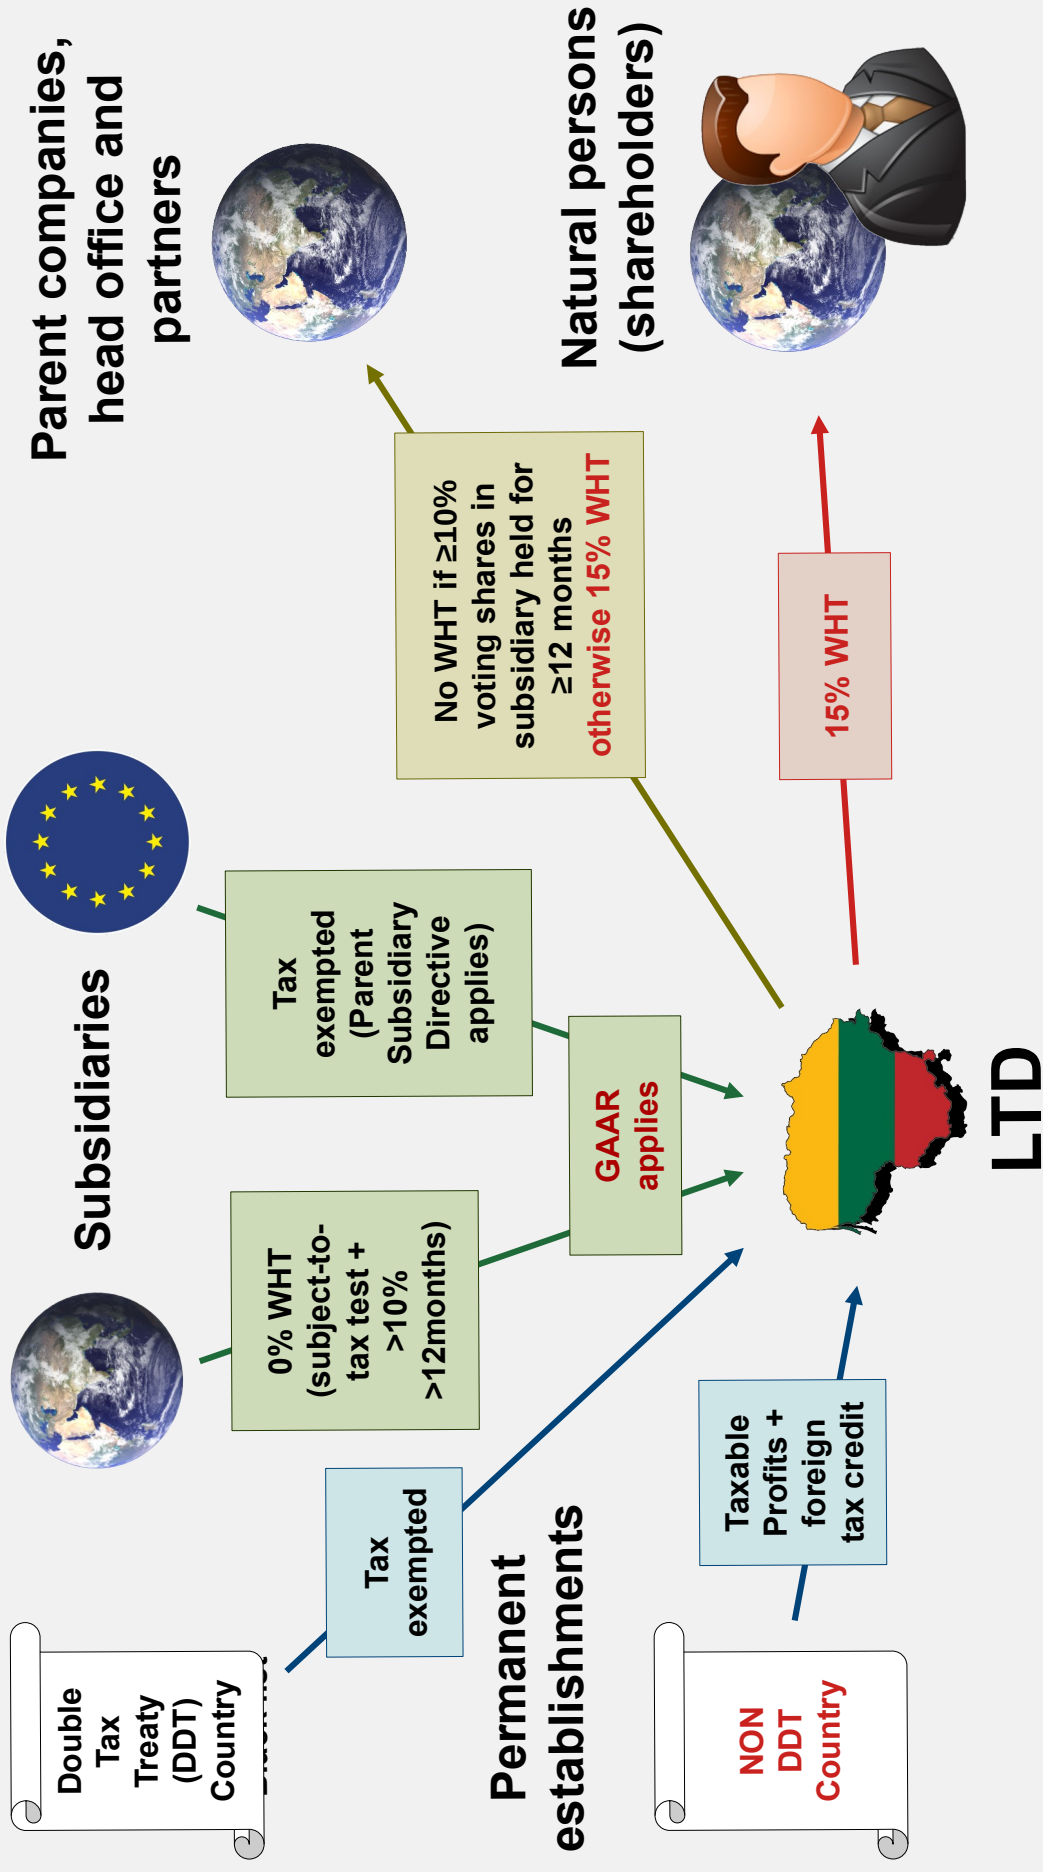 Double
Tax
Treaty
(DDT)
Country
Subsidiaries
Parent companies,
head office and
partners
0% WHT
(subject-to-
tax test +
>10%
>12months)
Tax
exempted
(Parent
Subsidiary
Directive
applies)
Tax
exempted
No WHT if ≥10%
voting shares in
subsidiary held for
≥12 months
otherwise 15% WHT
GAAR
applies
Permanent
establishments
Natural persons
(shareholders)
NON
DDT
Country
Taxable
Profits +
foreign
tax credit
15% WHT
LTD